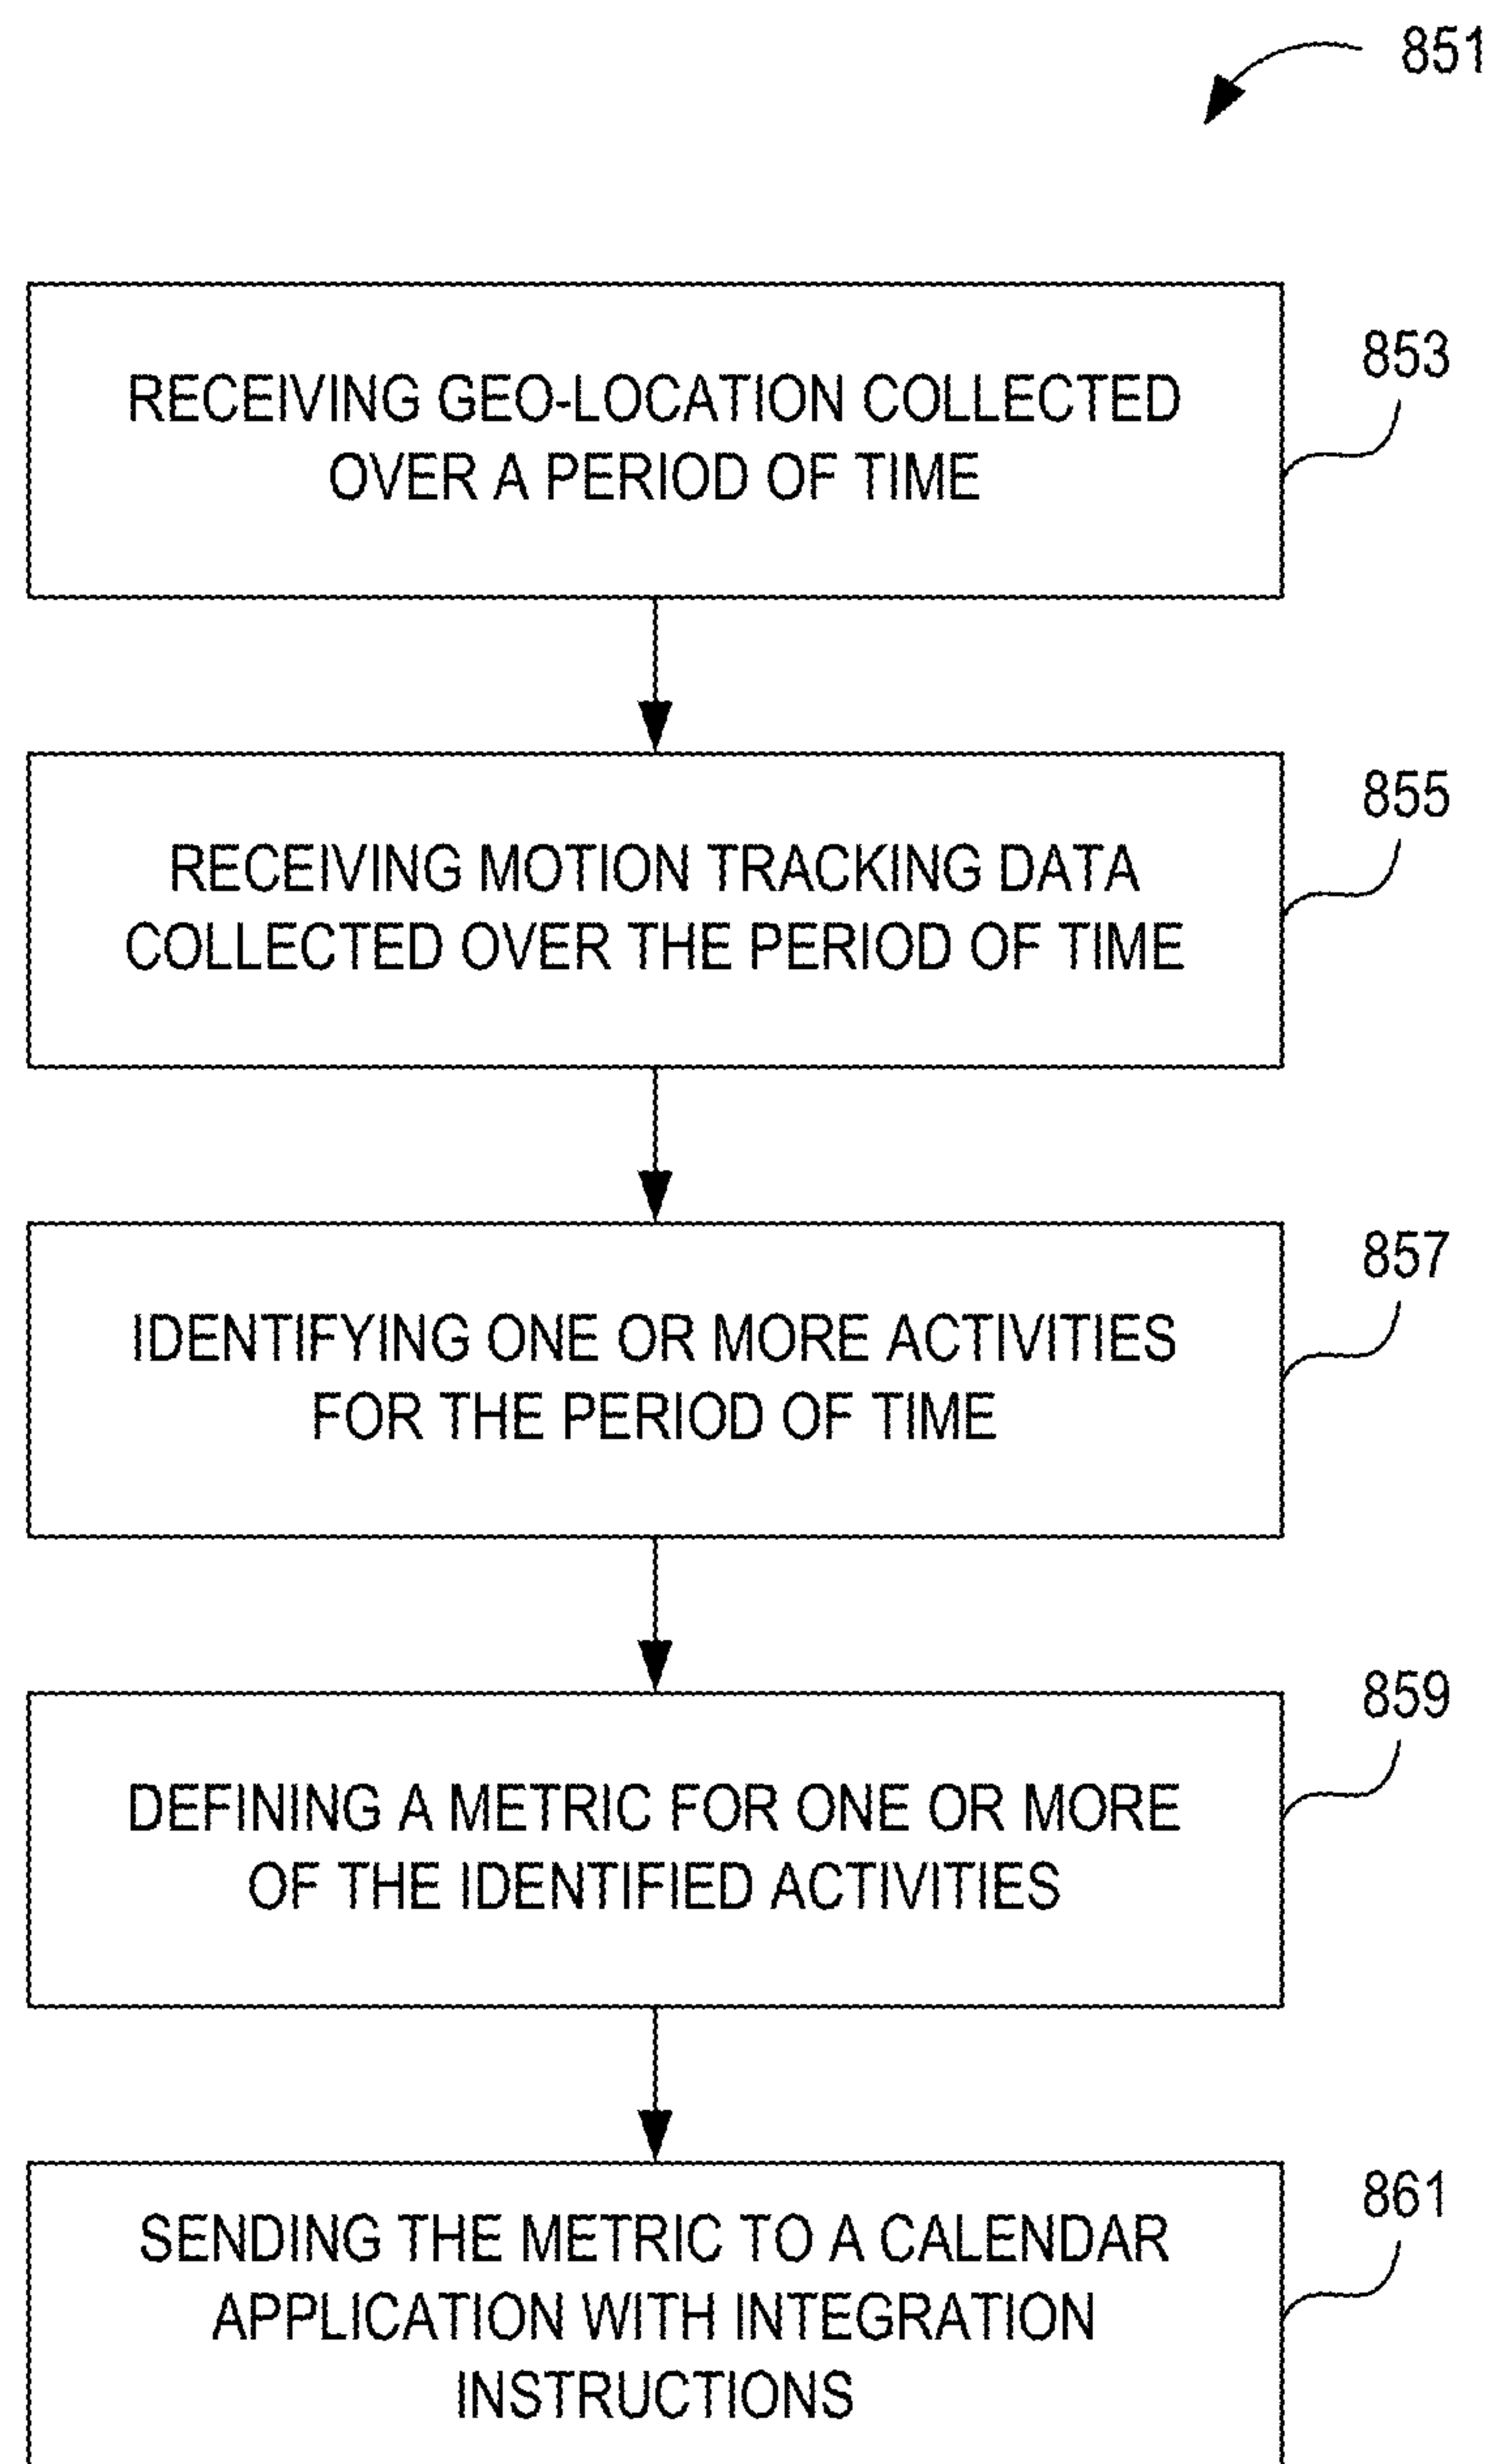 851
RECEIVING GEO-LOCATION COLLECTED
OVER A PERIOD OF TIME
853
RECEIVING MOTION TRACKING DATA
COLLECTED OVER THE PERIOD OF TIME
855
IDENTIFYING ONE OR MORE ACTIVITIES
FOR THE PERIOD OF TIME
857
DEFINING A METRIC FOR ONE OR MORE
OF THE IDENTIFIED ACTIVITIES
859
SENDING THE METRIC TO A CALENDAR
APPLICATION WITH INTEGRATION
INSTRUCTIONS
861